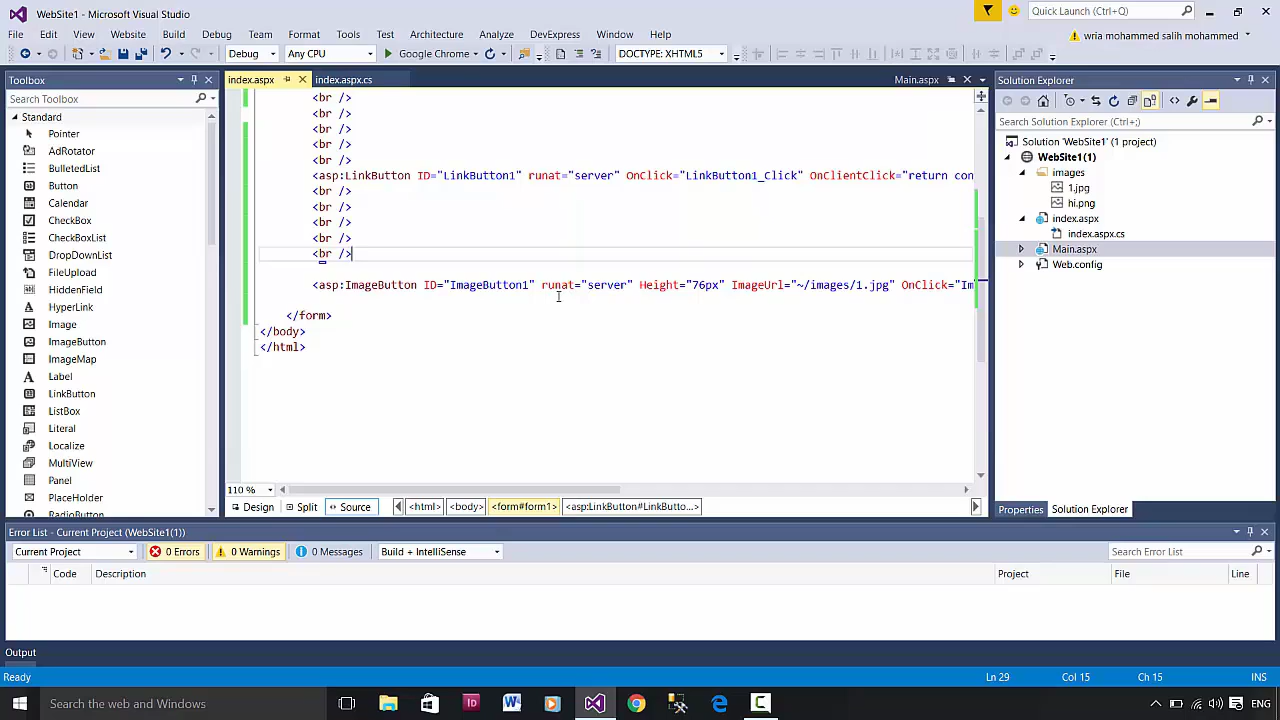 WebSite1 - Microsoft Visual Studio
Quick Launch (Ctrl+Q)
File Edit View Website Build Debug Team Format Tools Test Architecture Analyze DevExpress Window Help
wria mohammed salih mohammed
Debug Any CPU Google Chrome DOCTYPE: XHTML5
Toolbox
Search Toolbox
Standard
Pointer
AdRotator
BulletedList
Button
Calendar
CheckBox
CheckBoxList
DropDownList
FileUpload
HiddenField
HyperLink
Image
ImageButton
ImageMap
Label
LinkButton
ListBox
Literal
Localize
MultiView
Panel
PlaceHolder
RadioButton
index.aspx index.aspx.cs Main.aspx
<br />
<br />
<br />
<br />
<br />
<asp:LinkButton ID="LinkButton1" runat="server" OnClick="LinkButton1_Click" OnClientClick="return con
<br />
<br />
<br />
<br />
<br />
<asp:ImageButton ID="ImageButton1" runat="server" Height="76px" ImageUrl="~/images/1.jpg" OnClick="Im
</form>
</body>
</html>
110 %
Design Split Source <html> <body> <form#form1> <asp:LinkButton#LinkButto...>
Solution Explorer
Search Solution Explorer (Ctrl+;)
Solution 'WebSite1' (1 project)
WebSite1(1)
images
1.jpg
hi.png
index.aspx
index.aspx.cs
Main.aspx
Web.config
Properties Solution Explorer
Error List - Current Project (WebSite1(1))
Current Project 0 Errors 0 Warnings 0 Messages Build + IntelliSense Search Error List
Code Description Project File Line
Output
Ready Ln 29 Col 15 Ch 15 INS
Search the web and Windows
ENG